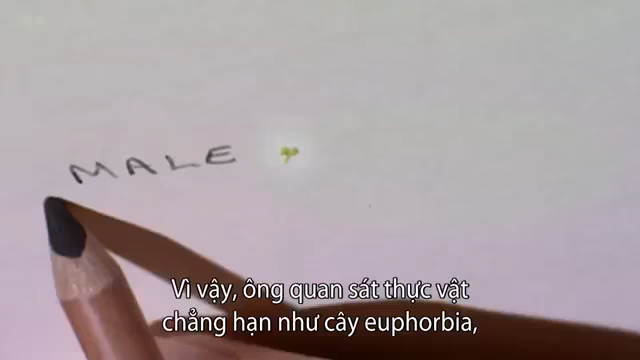 MALE
Vì vậy, ông quan sát thực vật
chẳng hạn như cây euphorbia,